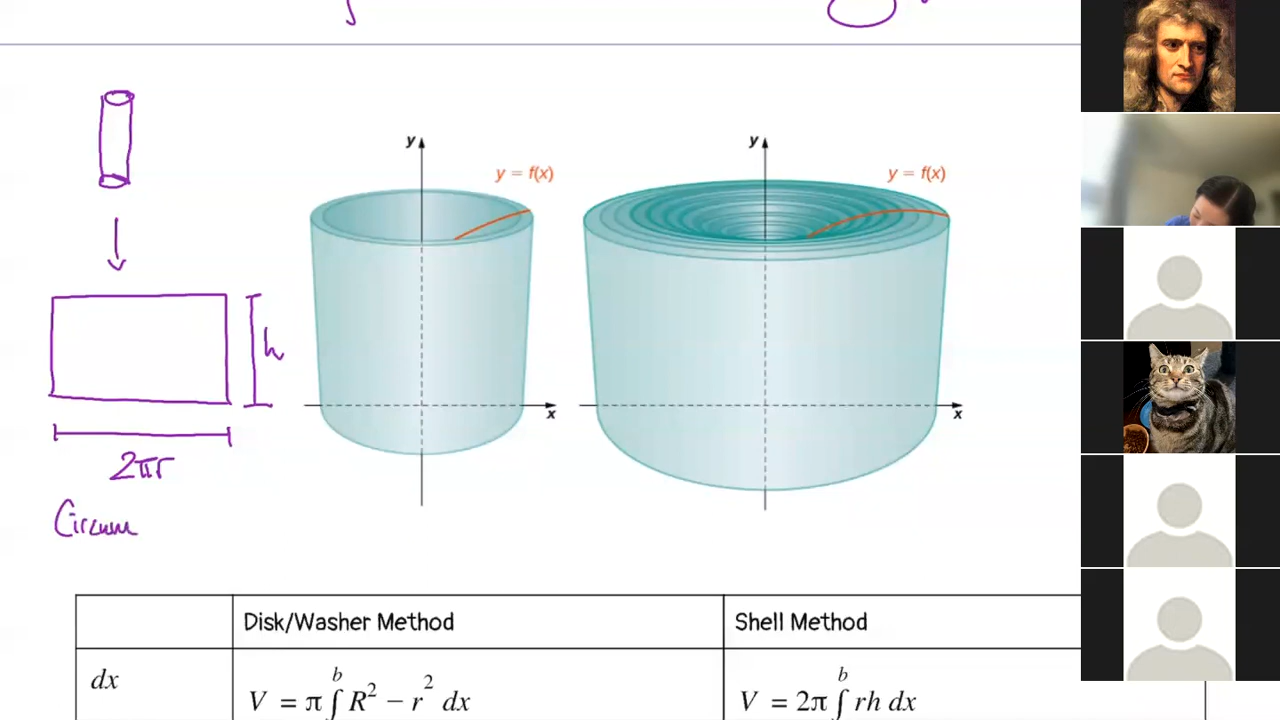 y
y
y = f(x)
y = f(x)
h
x
x
2πr
Circum
Disk/Washer Method
Shell Method
dx
V = π∫ᵇ R² − r² dx
V = 2π∫ᵇ rh dx